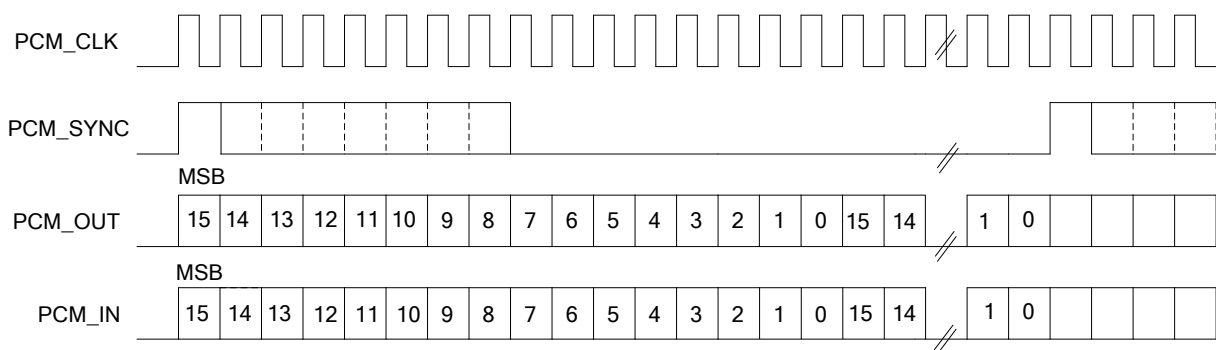 PCM_CLK
PCM_SYNC
MSB
PCM_OUT 15 14 13 12 11 10 9 8 7 6 5 4 3 2 1 0 15 14 1 0
MSB
PCM_IN 15 14 13 12 11 10 9 8 7 6 5 4 3 2 1 0 15 14 1 0